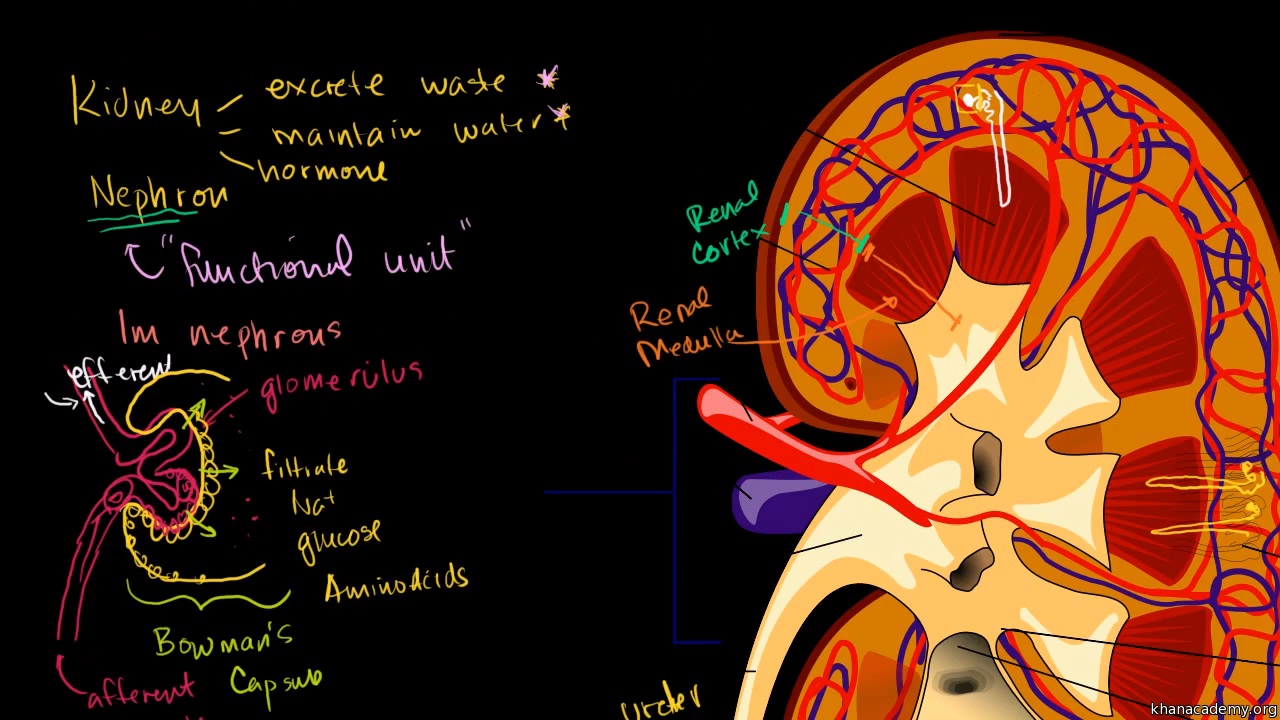 Kidney
excrete waste *
maintain water *
hormone
Nephron
"functional unit"
1m nephrons
efferent
glomerulus
filtrate
Na+
glucose
Amino Acids
Bowman's
Capsule
afferent
Renal
Cortex
Renal
Medulla
Ureter
khanacademy.org